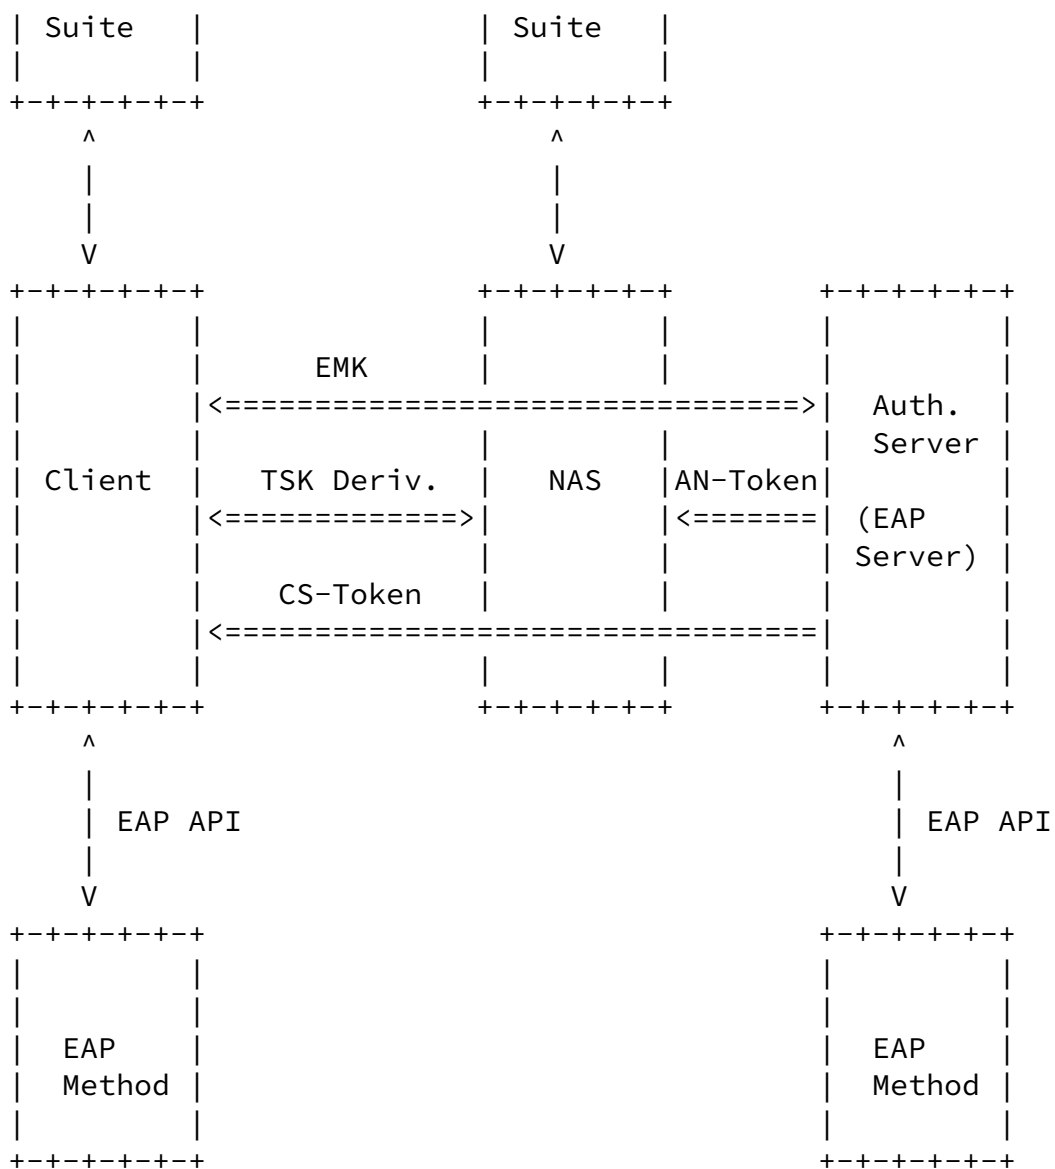 | Suite   |               | Suite   |
|         |               |         |
+-+-+-+-+-+               +-+-+-+-+-+
    ^                         ^
    |                         |
    |                         |
    V                         V
+-+-+-+-+-+               +-+-+-+-+-+        +-+-+-+-+-+
|         |               |         |        |         |
|         |      EMK      |         |        |         |
|         |<================================>|  Auth.  |
|         |               |         |        |  Server |
| Client  |  TSK Deriv.   |   NAS   |AN-Token|         |
|         |<=============>|         |<=======| (EAP    |
|         |               |         |        | Server) |
|         |    CS-Token   |         |        |         |
|         |<=================================|         |
|         |               |         |        |         |
+-+-+-+-+-+               +-+-+-+-+-+        +-+-+-+-+-+
    ^                                            ^
    |                                            |
    | EAP API                                    | EAP API
    |                                            |
    V                                            V
+-+-+-+-+-+                                  +-+-+-+-+-+
|         |                                  |         |
|         |                                  |         |
|  EAP    |                                  |  EAP    |
|  Method |                                  |  Method |
|         |                                  |         |
+-+-+-+-+-+                                  +-+-+-+-+-+